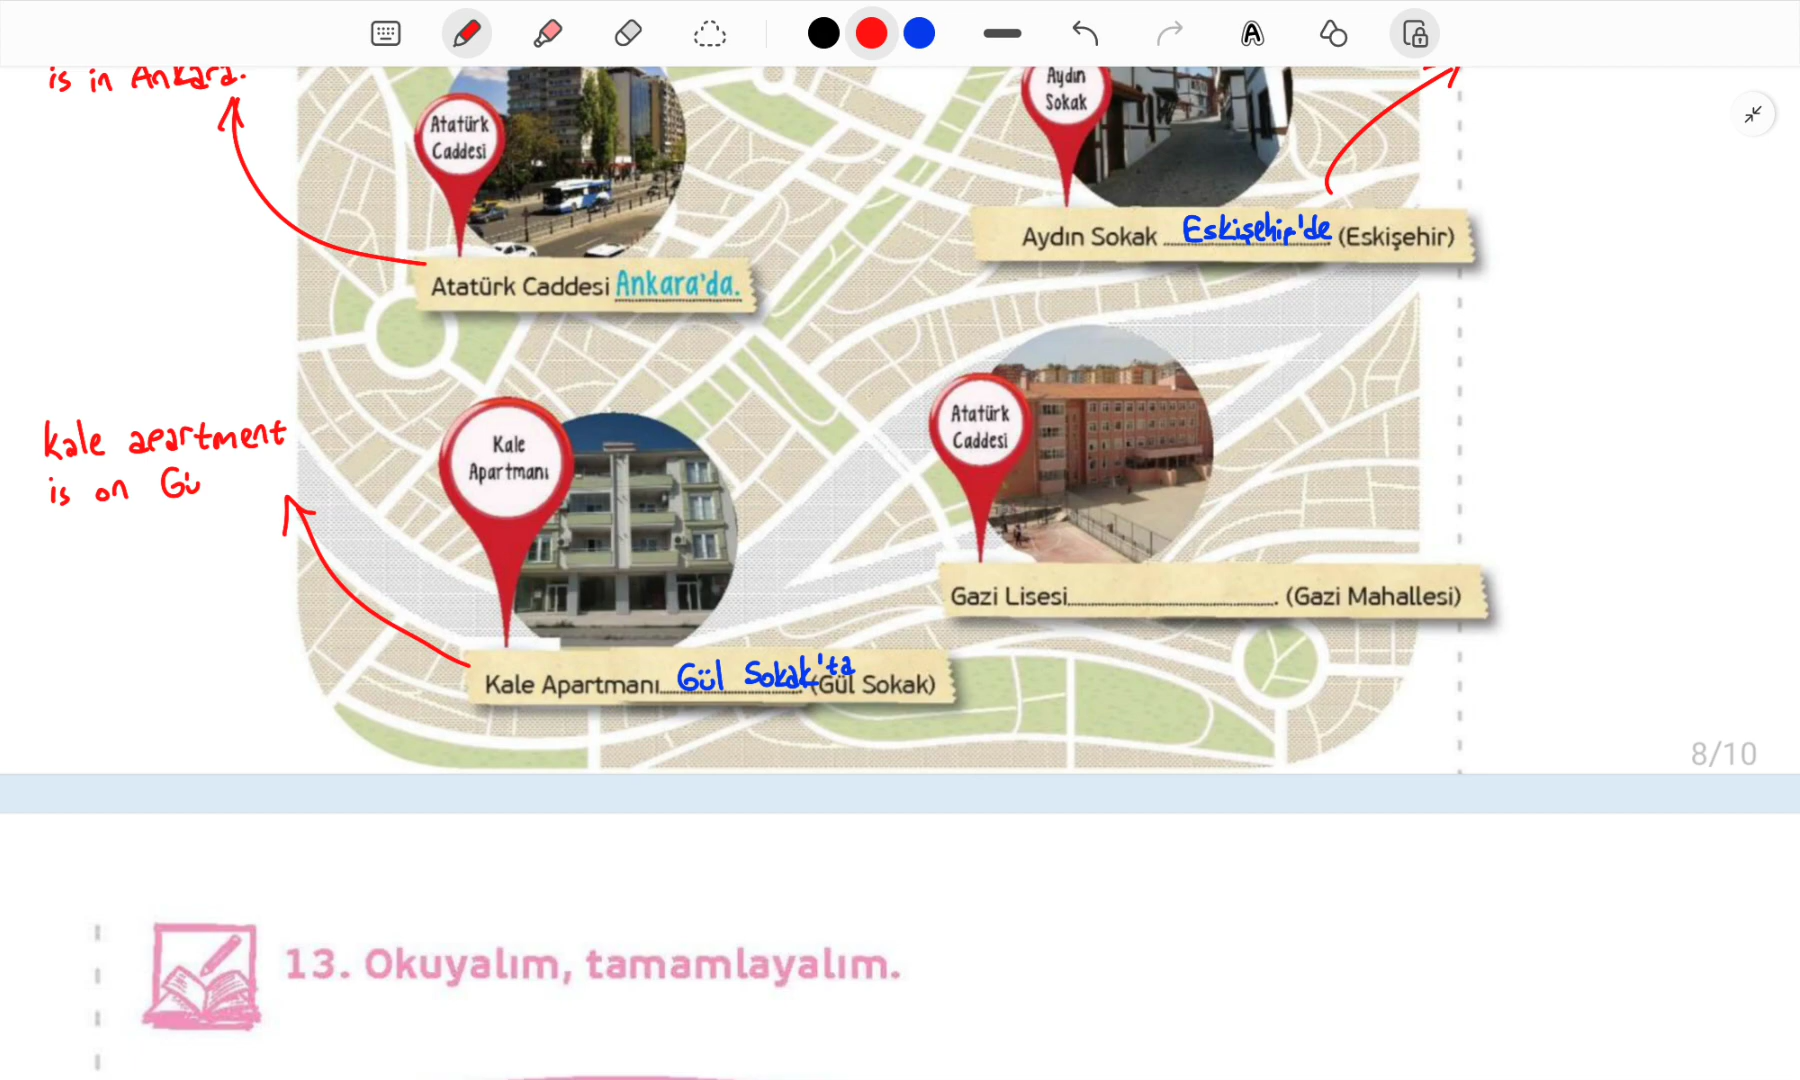 is in Ankara.
Atatürk
Caddesi
Aydın
Sokak
Aydın Sokak Eskişehir'de (Eskişehir)
Atatürk Caddesi Ankara'da.
kale apartment
is on Gü
Kale
Apartmanı
Atatürk
Caddesi
Gazi Lisesi............................. (Gazi Mahallesi)
Kale Apartmanı Gül Sokak'ta (Gül Sokak)
8/10
13. Okuyalım, tamamlayalım.